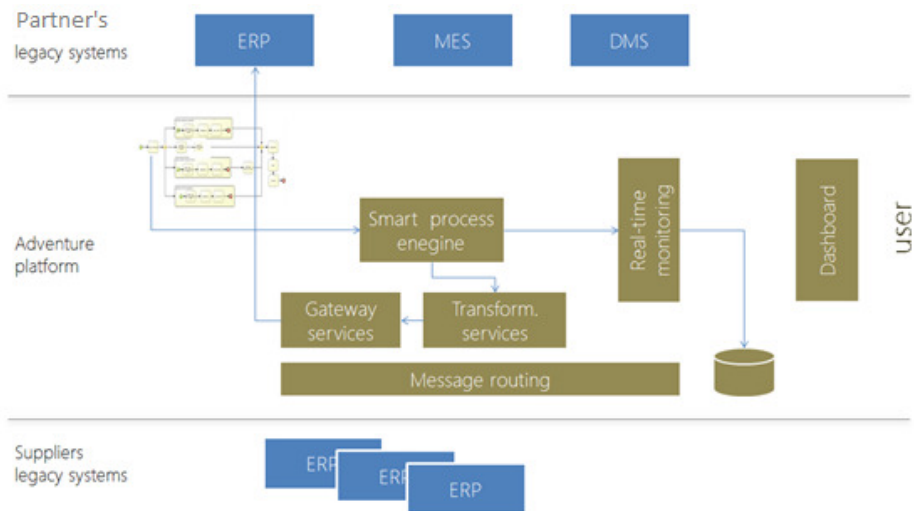 Partner's
legacy systems
ERP
MES
DMS
Adventure
platform
Smart process
enegine
Real-time
monitoring
Dashboard
user
Gateway
services
Transform.
services
Message routing
Suppliers
legacy systems
ERP
ERP
ERP